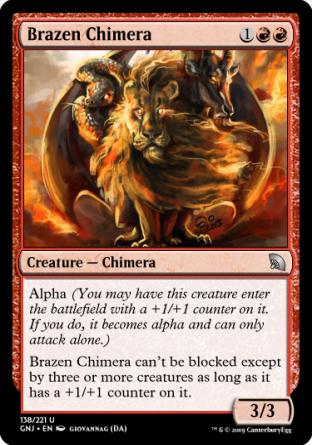 Brazen Chimera 1
Creature — Chimera
Alpha (You may have this creature enter
the battlefield with a +1/+1 counter on it.
If you do, it becomes alpha and can only
attack alone.)
Brazen Chimera can't be blocked except
by three or more creatures as long as it
has a +1/+1 counter on it.
3/3
138/221 U
GNJ • EN GIOVANNAG (DA)
™ & © 2019 CanterburyEgg